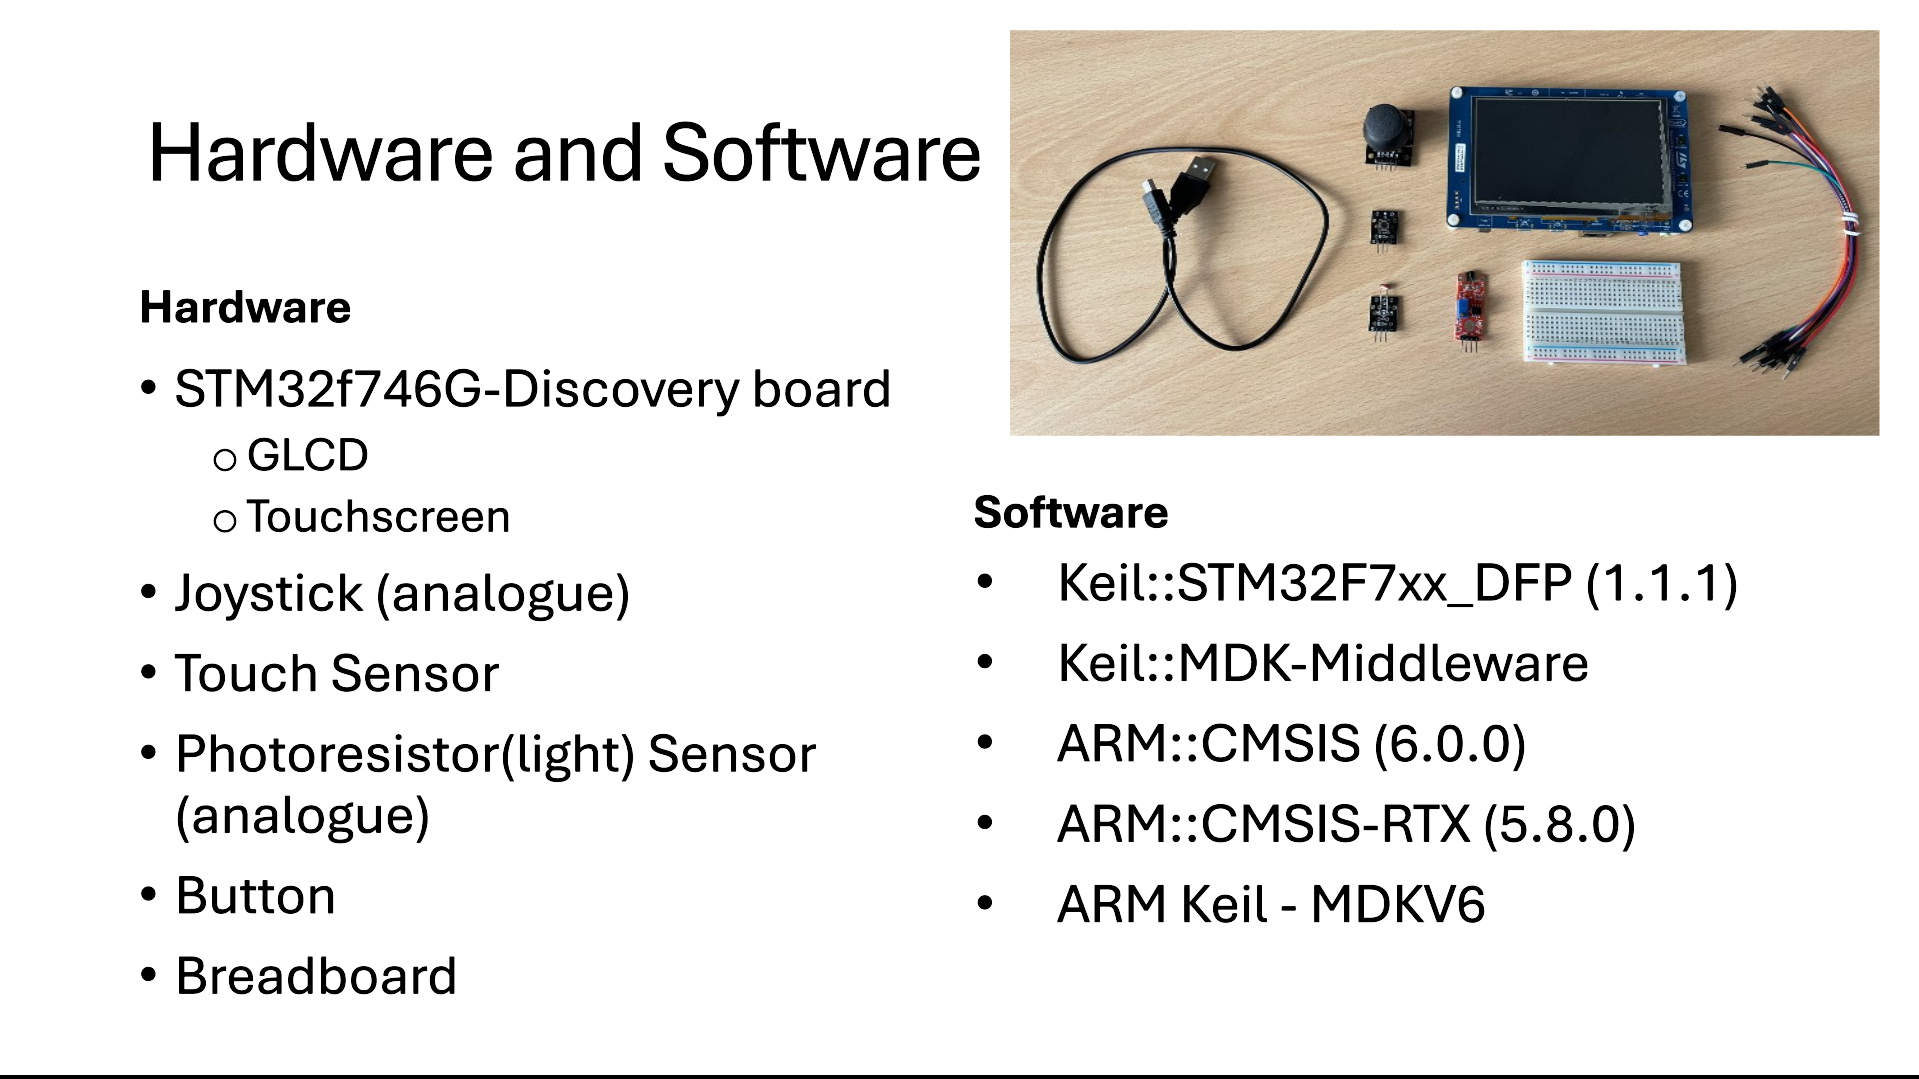 Hardware and Software
Hardware
• STM32f746G-Discovery board
o GLCD
o Touchscreen
• Joystick (analogue)
• Touch Sensor
• Photoresistor(light) Sensor
(analogue)
• Button
• Breadboard
Software
• Keil::STM32F7xx_DFP (1.1.1)
• Keil::MDK-Middleware
• ARM::CMSIS (6.0.0)
• ARM::CMSIS-RTX (5.8.0)
• ARM Keil - MDKV6